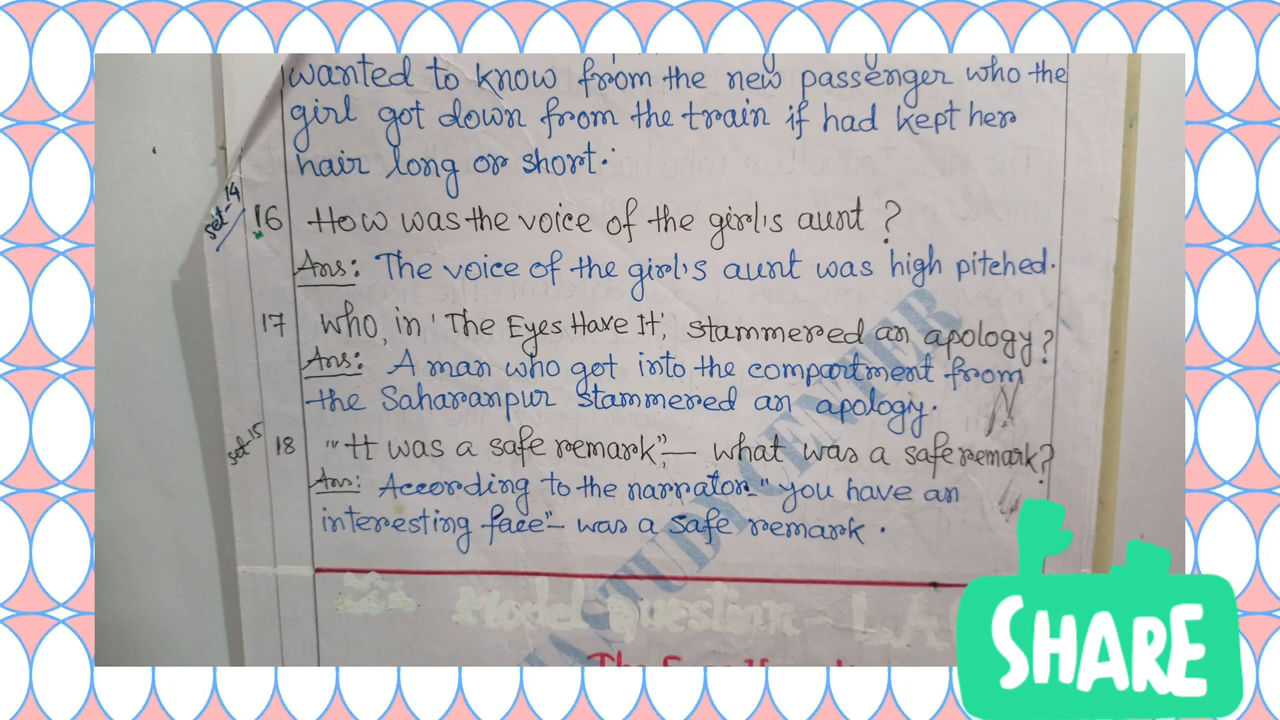 wanted to know from the new passenger who the
girl got down from the train if had kept her
hair long or short.
set-14
16 How was the voice of the girl's aunt ?
Ans: The voice of the girl's aunt was high pitched.
17 Who, in 'The Eyes Have It', stammered an apology?
Ans: A man who got into the compartment from
the Saharanpur stammered an apology.
set-15
18 "It was a safe remark", — what was a safe remark?
Ans: According to the narrator "you have an
interesting face" – was a safe remark.
Model Question -
STUDY CENTER
SHARE